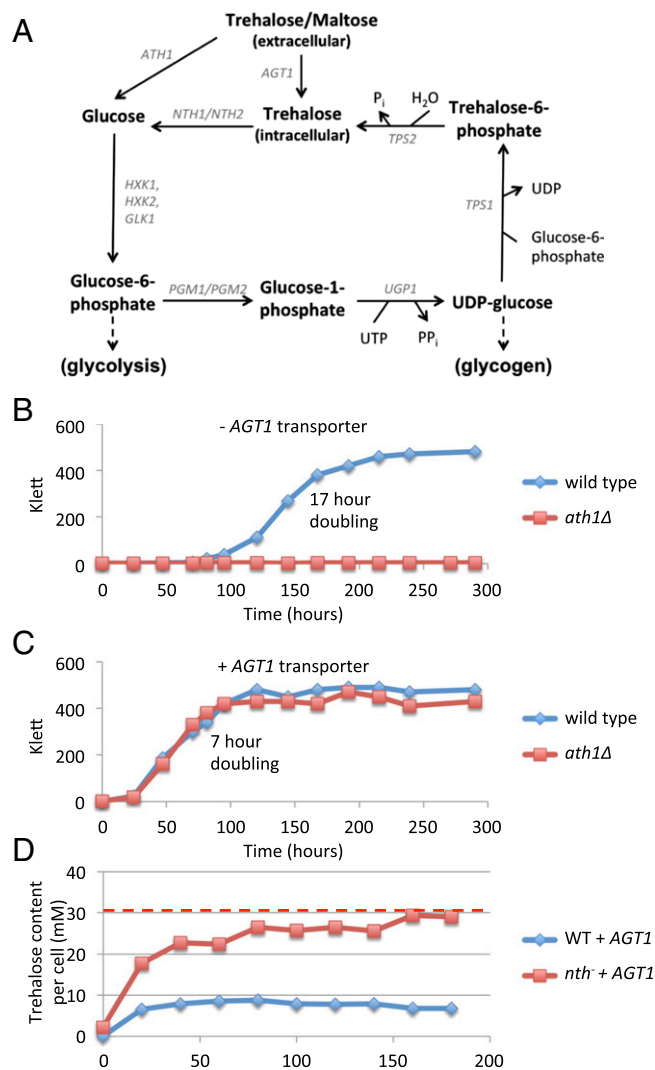 A
Trehalose/Maltose
(extracellular)
ATH1
AGT1
Glucose
NTH1/NTH2
Trehalose
(intracellular)
Pi
H2O
TPS2
Trehalose-6-
phosphate
HXK1,
HXK2,
GLK1
TPS1
UDP
Glucose-6-
phosphate
Glucose-6-
phosphate
PGM1/PGM2
Glucose-1-
phosphate
UGP1
UDP-glucose
UTP
PPi
(glycolysis)
(glycogen)
B
- AGT1 transporter
600
400
200
0
Klett
17 hour
doubling
wild type
ath1Δ
0 50 100 150 200 250 300
Time (hours)
C
+ AGT1 transporter
600
400
200
0
Klett
7 hour
doubling
wild type
ath1Δ
0 50 100 150 200 250 300
Time (hours)
D
40
30
20
10
0
Trehalose content
per cell (mM)
WT + AGT1
nth- + AGT1
0 50 100 150 200